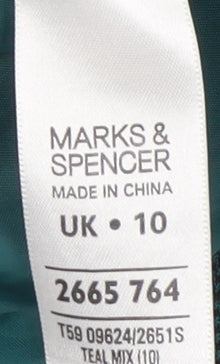 MARKS &
SPENCER
MADE IN CHINA
UK • 10
2665 764
T59 09624/2651S
TEAL MIX (10)